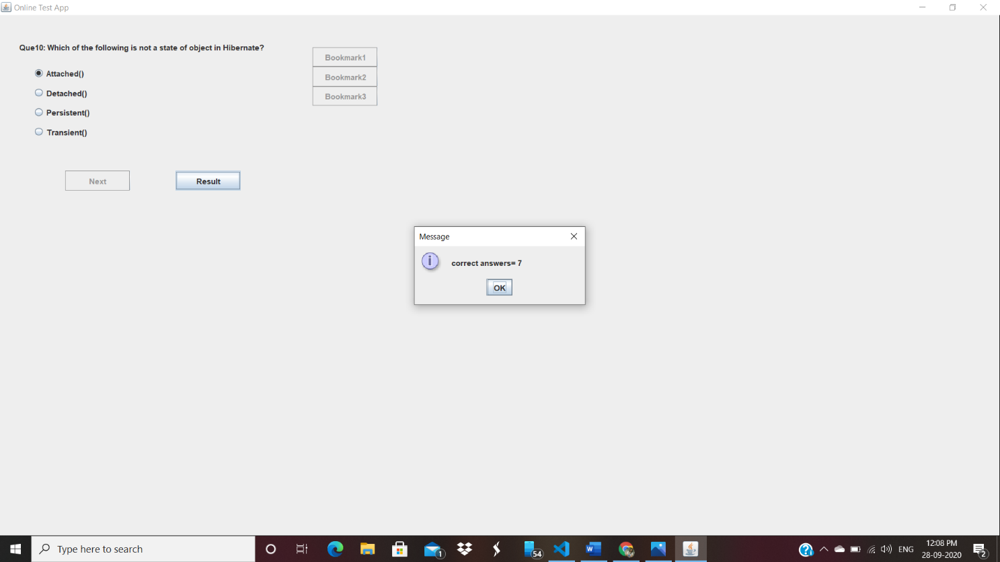 Online Test App
Que10: Which of the following is not a state of object in Hibernate?
Attached()
Detached()
Persistent()
Transient()
Bookmark1
Bookmark2
Bookmark3
Next
Result
Message
i
correct answers= 7
OK
Type here to search
1
54
W
?
ENG
12:08 PM
28-09-2020
2